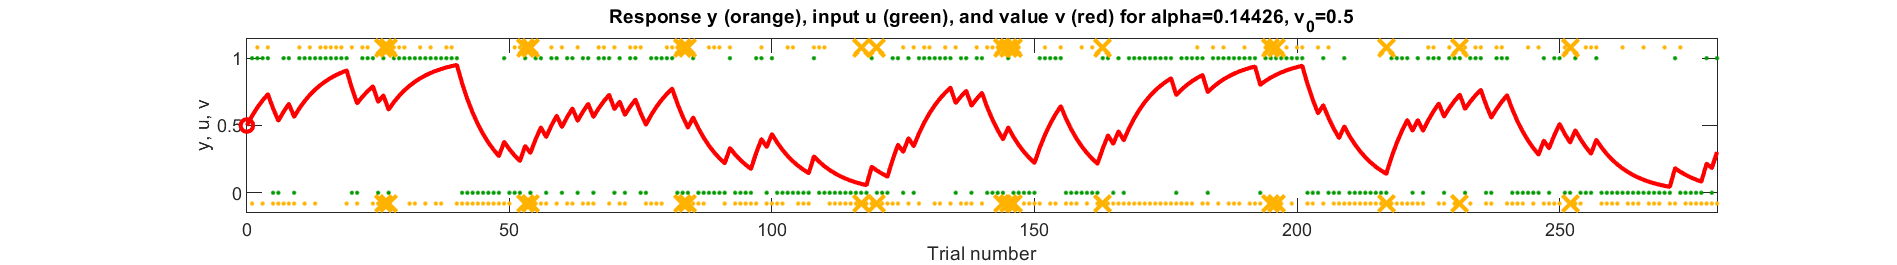 Response y (orange), input u (green), and value v (red) for alpha=0.14426, v0=0.5
y, u, v
1
0.5
0
0 50 100 150 200 250
Trial number